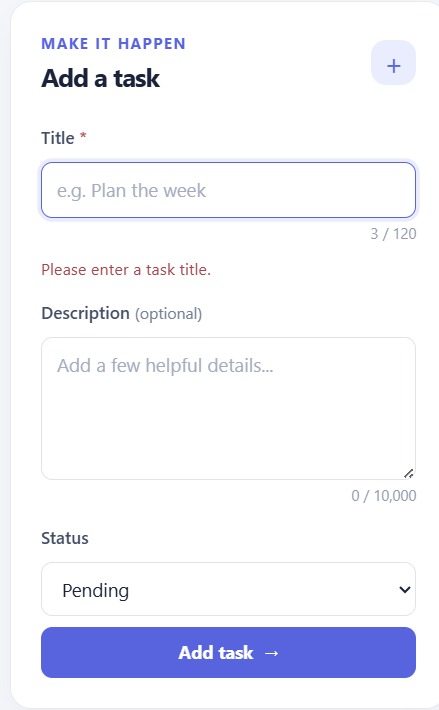 MAKE IT HAPPEN
Add a task
+
Title *
e.g. Plan the week
3 / 120
Please enter a task title.
Description (optional)
Add a few helpful details...
0 / 10,000
Status
Pending
Add task →